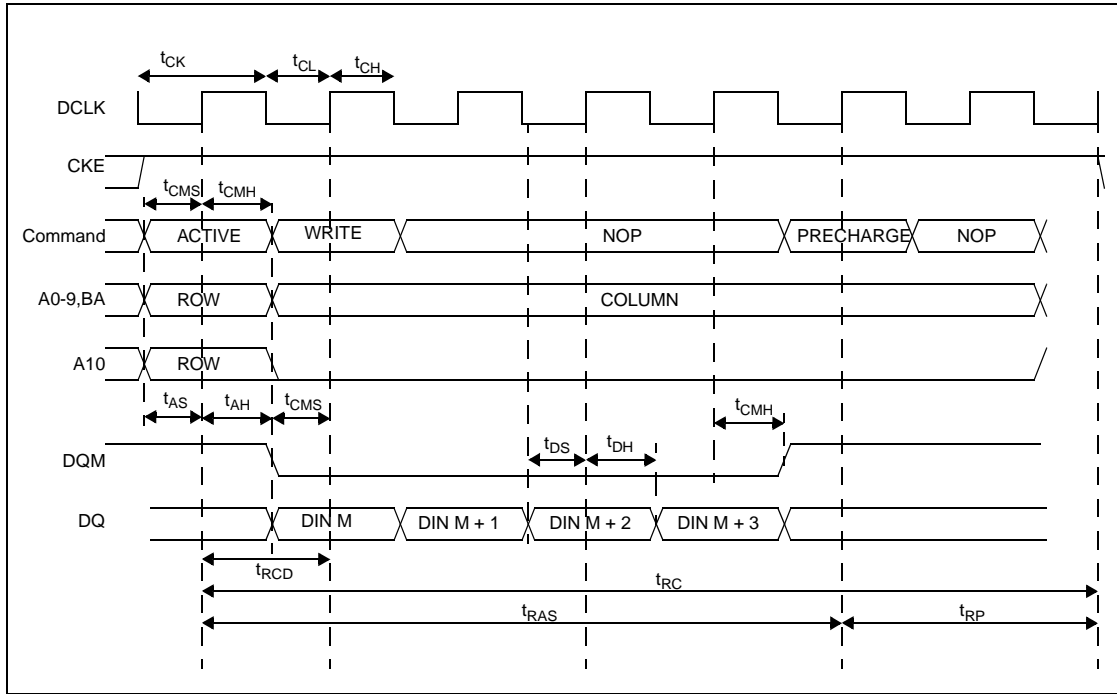 tCK tCL tCH
DCLK
CKE
tCMS tCMH
Command ACTIVE WRITE NOP PRECHARGE NOP
A0-9,BA ROW COLUMN
A10 ROW
tAS tAH tCMS tCMH
DQM tDS tDH
DQ DIN M DIN M + 1 DIN M + 2 DIN M + 3
tRCD tRC
tRAS tRP